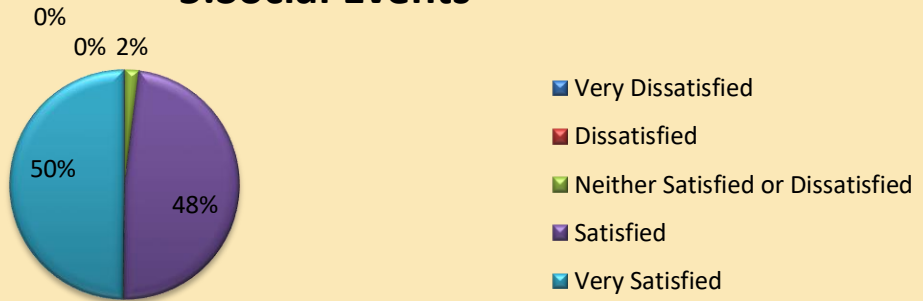 0%
0% 2%
50%
48%
Very Dissatisfied
Dissatisfied
Neither Satisfied or Dissatisfied
Satisfied
Very Satisfied